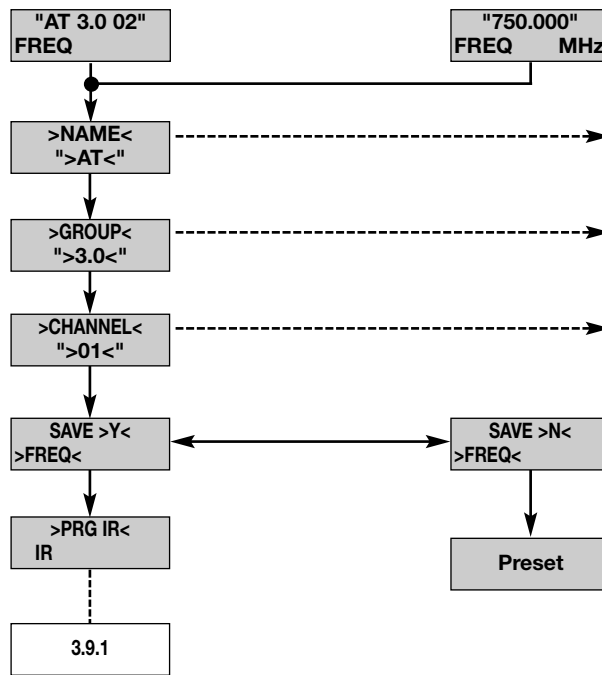 "AT 3.0 02"
FREQ
"750.000"
FREQ MHz
>NAME<
">AT<"
>GROUP<
">3.0<"
>CHANNEL<
">01<"
SAVE >Y<
>FREQ<
SAVE >N<
>FREQ<
>PRG IR<
IR
Preset
3.9.1